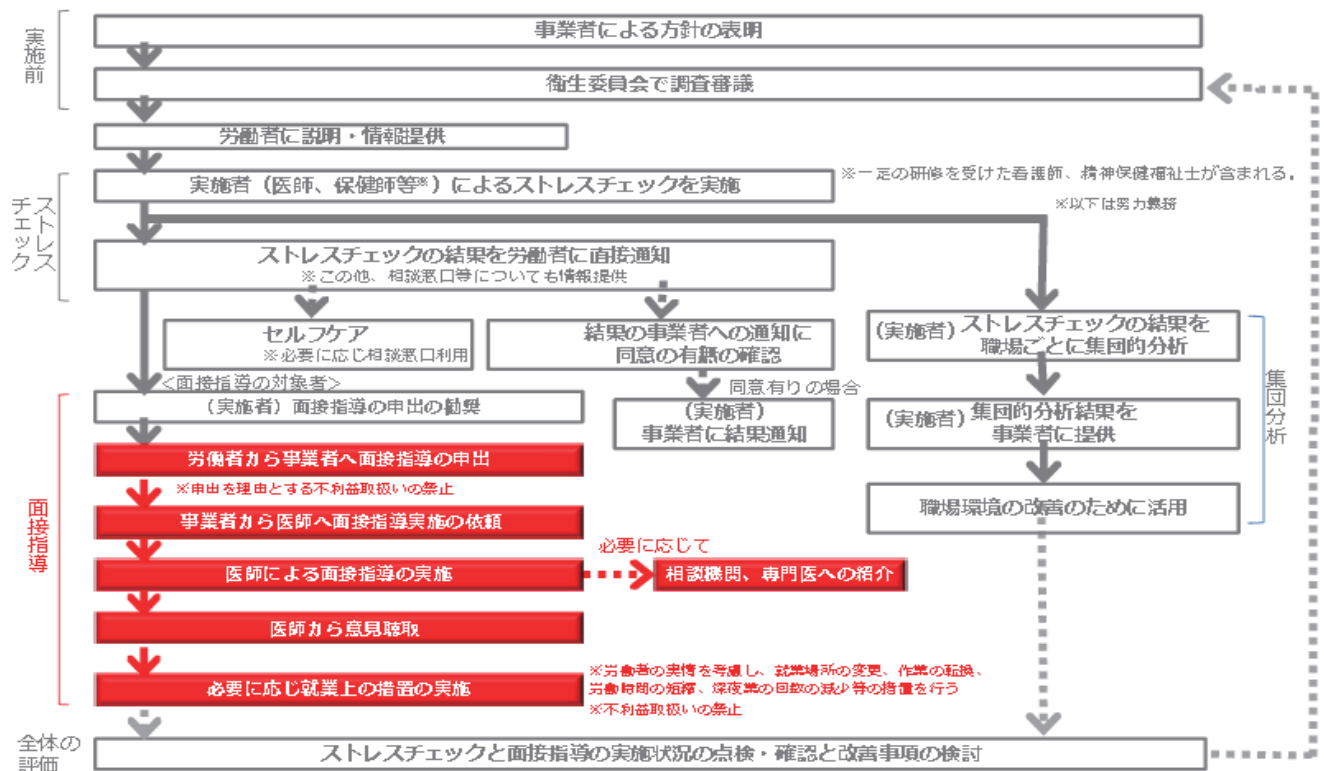 実施前
事業者による方針の表明
衛生委員会で調査審議
労働者に説明・情報提供
ストレスチェック
実施者（医師、保健師等※）によるストレスチェックを実施
※一定の研修を受けた看護師、精神保健福祉士が含まれる。
※以下は努力義務
ストレスチェックの結果を労働者に直接通知
※この他、相談窓口等についても情報提供
セルフケア
※必要に応じ相談窓口利用
結果の事業者への通知に
同意の有無の確認
(実施者) ストレスチェックの結果を
職場ごとに集団的分析
集団分析
<面接指導の対象者>
同意有りの場合
面接指導
（実施者）面接指導の申出の勧奨
(実施者)
事業者に結果通知
(実施者) 集団的分析結果を
事業者に提供
労働者から事業者へ面接指導の申出
※申出を理由とする不利益取扱いの禁止
事業者から医師へ面接指導実施の依頼
職場環境の改善のために活用
必要に応じて
医師による面接指導の実施
相談機関、専門医への紹介
医師から意見聴取
必要に応じ就業上の措置の実施
※労働者の実情を考慮し、就業場所の変更、作業の転換、
労働時間の短縮、深夜業の回数の減少等の措置を行う
※不利益取扱いの禁止
全体の
評価
ストレスチェックと面接指導の実施状況の点検・確認と改善事項の検討